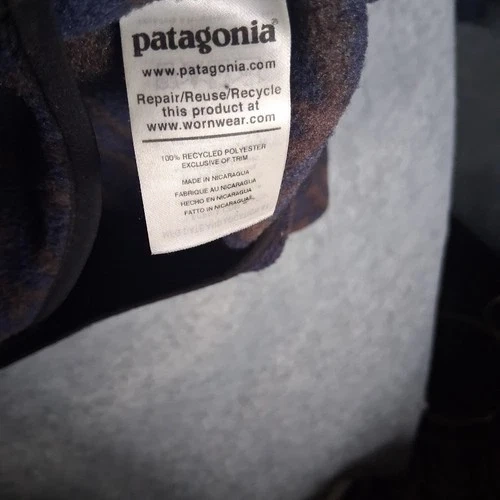 patagonia®
www.patagonia.com
Repair/Reuse/Recycle
this product at
www.wornwear.com
100% RECYCLED POLYESTER
EXCLUSIVE OF TRIM
MADE IN NICARAGUA
FABRIQUE AU NICARAGUA
HECHO EN NICARAGUA
FATTO IN NICARAGUA